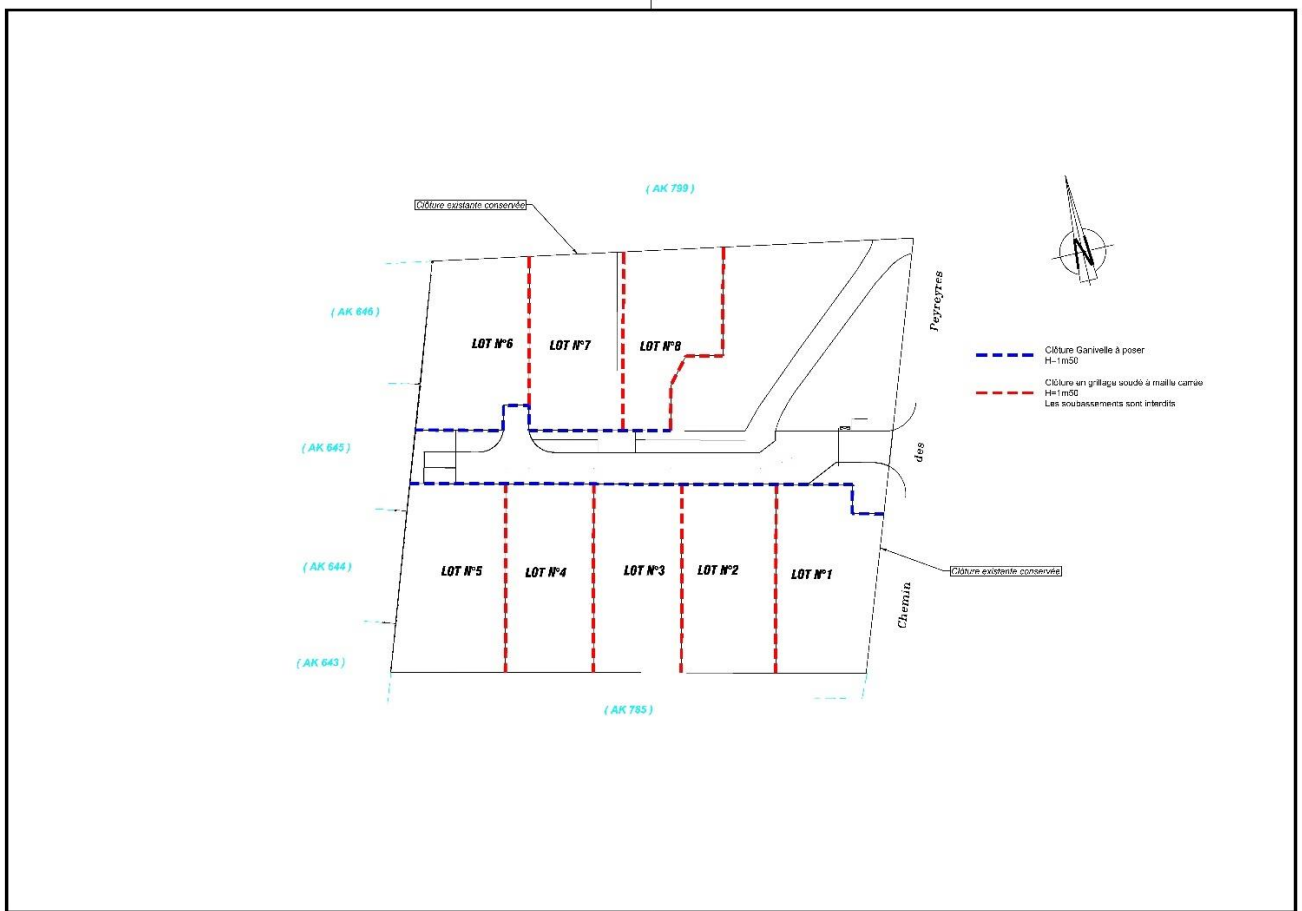 ( AK 799 )
Clôture existante conservée
N
( AK 646 )
Peyreyres
LOT N°6
LOT N°7
LOT N°8
Clôture Ganivelle à poser
H=1m50
Clôture en grillage soudé à maille carrée
H=1m50
Les soubassements sont interdits
( AK 645 )
des
( AK 644 )
LOT N°5
LOT N°4
LOT N°3
LOT N°2
LOT N°1
Clôture existante conservée
Chemin
( AK 643 )
( AK 785 )